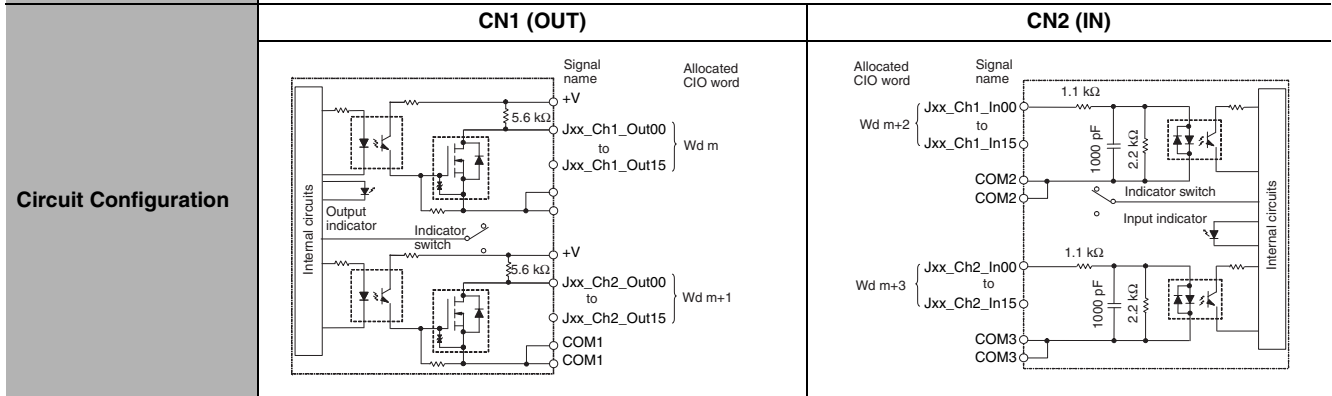 CN1 (OUT)
CN2 (IN)
Circuit Configuration
Signal name
Allocated CIO word
+V
5.6 kΩ
Jxx_Ch1_Out00
to
Wd m
Jxx_Ch1_Out15
Internal circuits
Output indicator
Indicator switch
+V
5.6 kΩ
Jxx_Ch2_Out00
to
Wd m+1
Jxx_Ch2_Out15
COM1
COM1
Allocated CIO word
Signal name
1.1 kΩ
Jxx_Ch1_In00
Wd m+2
to
Jxx_Ch1_In15
1000 pF
2.2 kΩ
COM2
COM2
Indicator switch
Input indicator
Internal circuits
1.1 kΩ
Jxx_Ch2_In00
Wd m+3
to
Jxx_Ch2_In15
1000 pF
2.2 kΩ
COM3
COM3